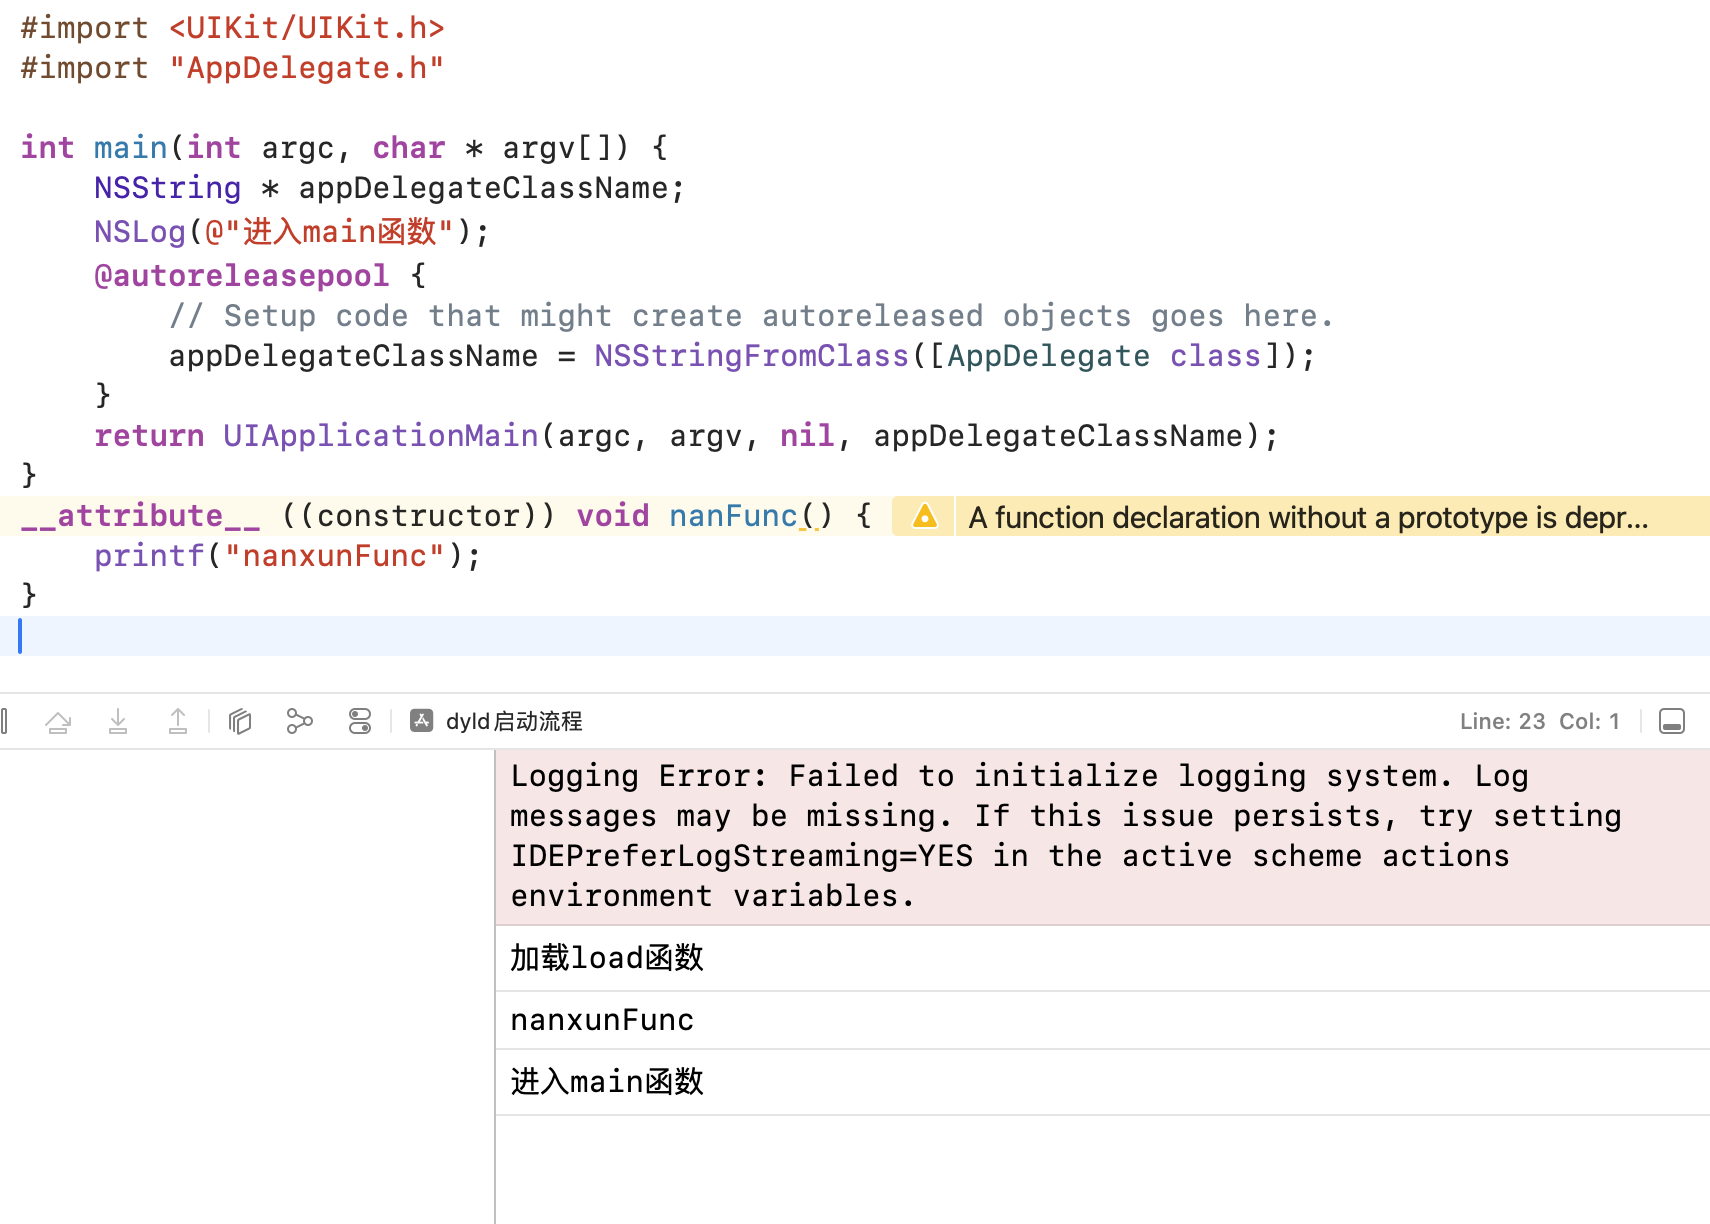 #import <UIKit/UIKit.h>
#import "AppDelegate.h"
int main(int argc, char * argv[]) {
    NSString * appDelegateClassName;
    NSLog(@"进入main函数");
    @autoreleasepool {
        // Setup code that might create autoreleased objects goes here.
        appDelegateClassName = NSStringFromClass([AppDelegate class]);
    }
    return UIApplicationMain(argc, argv, nil, appDelegateClassName);
}
__attribute__ ((constructor)) void nanFunc() { A function declaration without a prototype is depr...
    printf("nanxunFunc");
}
dyld启动流程 Line: 23 Col: 1
Logging Error: Failed to initialize logging system. Log
messages may be missing. If this issue persists, try setting
IDEPreferLogStreaming=YES in the active scheme actions
environment variables.
加载load函数
nanxunFunc
进入main函数